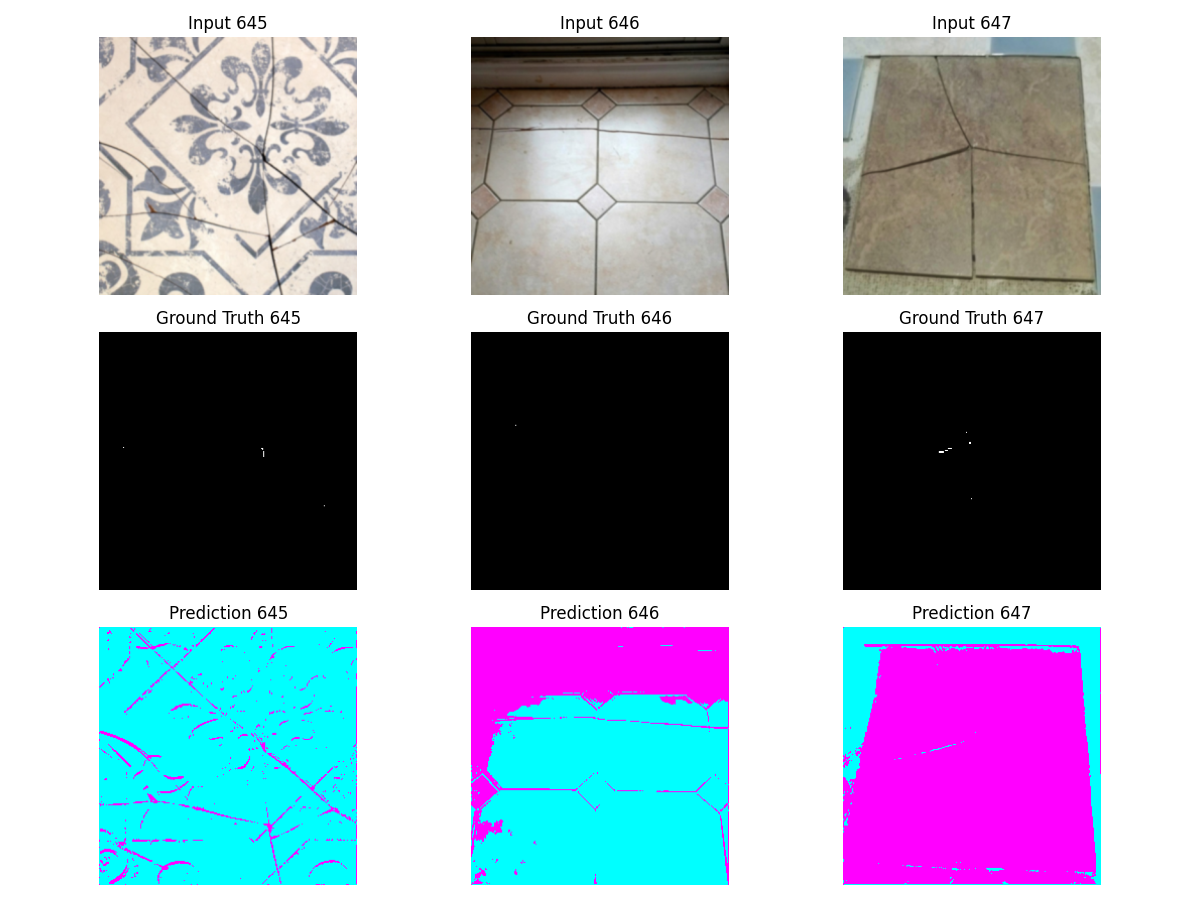 Input 645
Input 646
Input 647
Ground Truth 645
Ground Truth 646
Ground Truth 647
Prediction 645
Prediction 646
Prediction 647